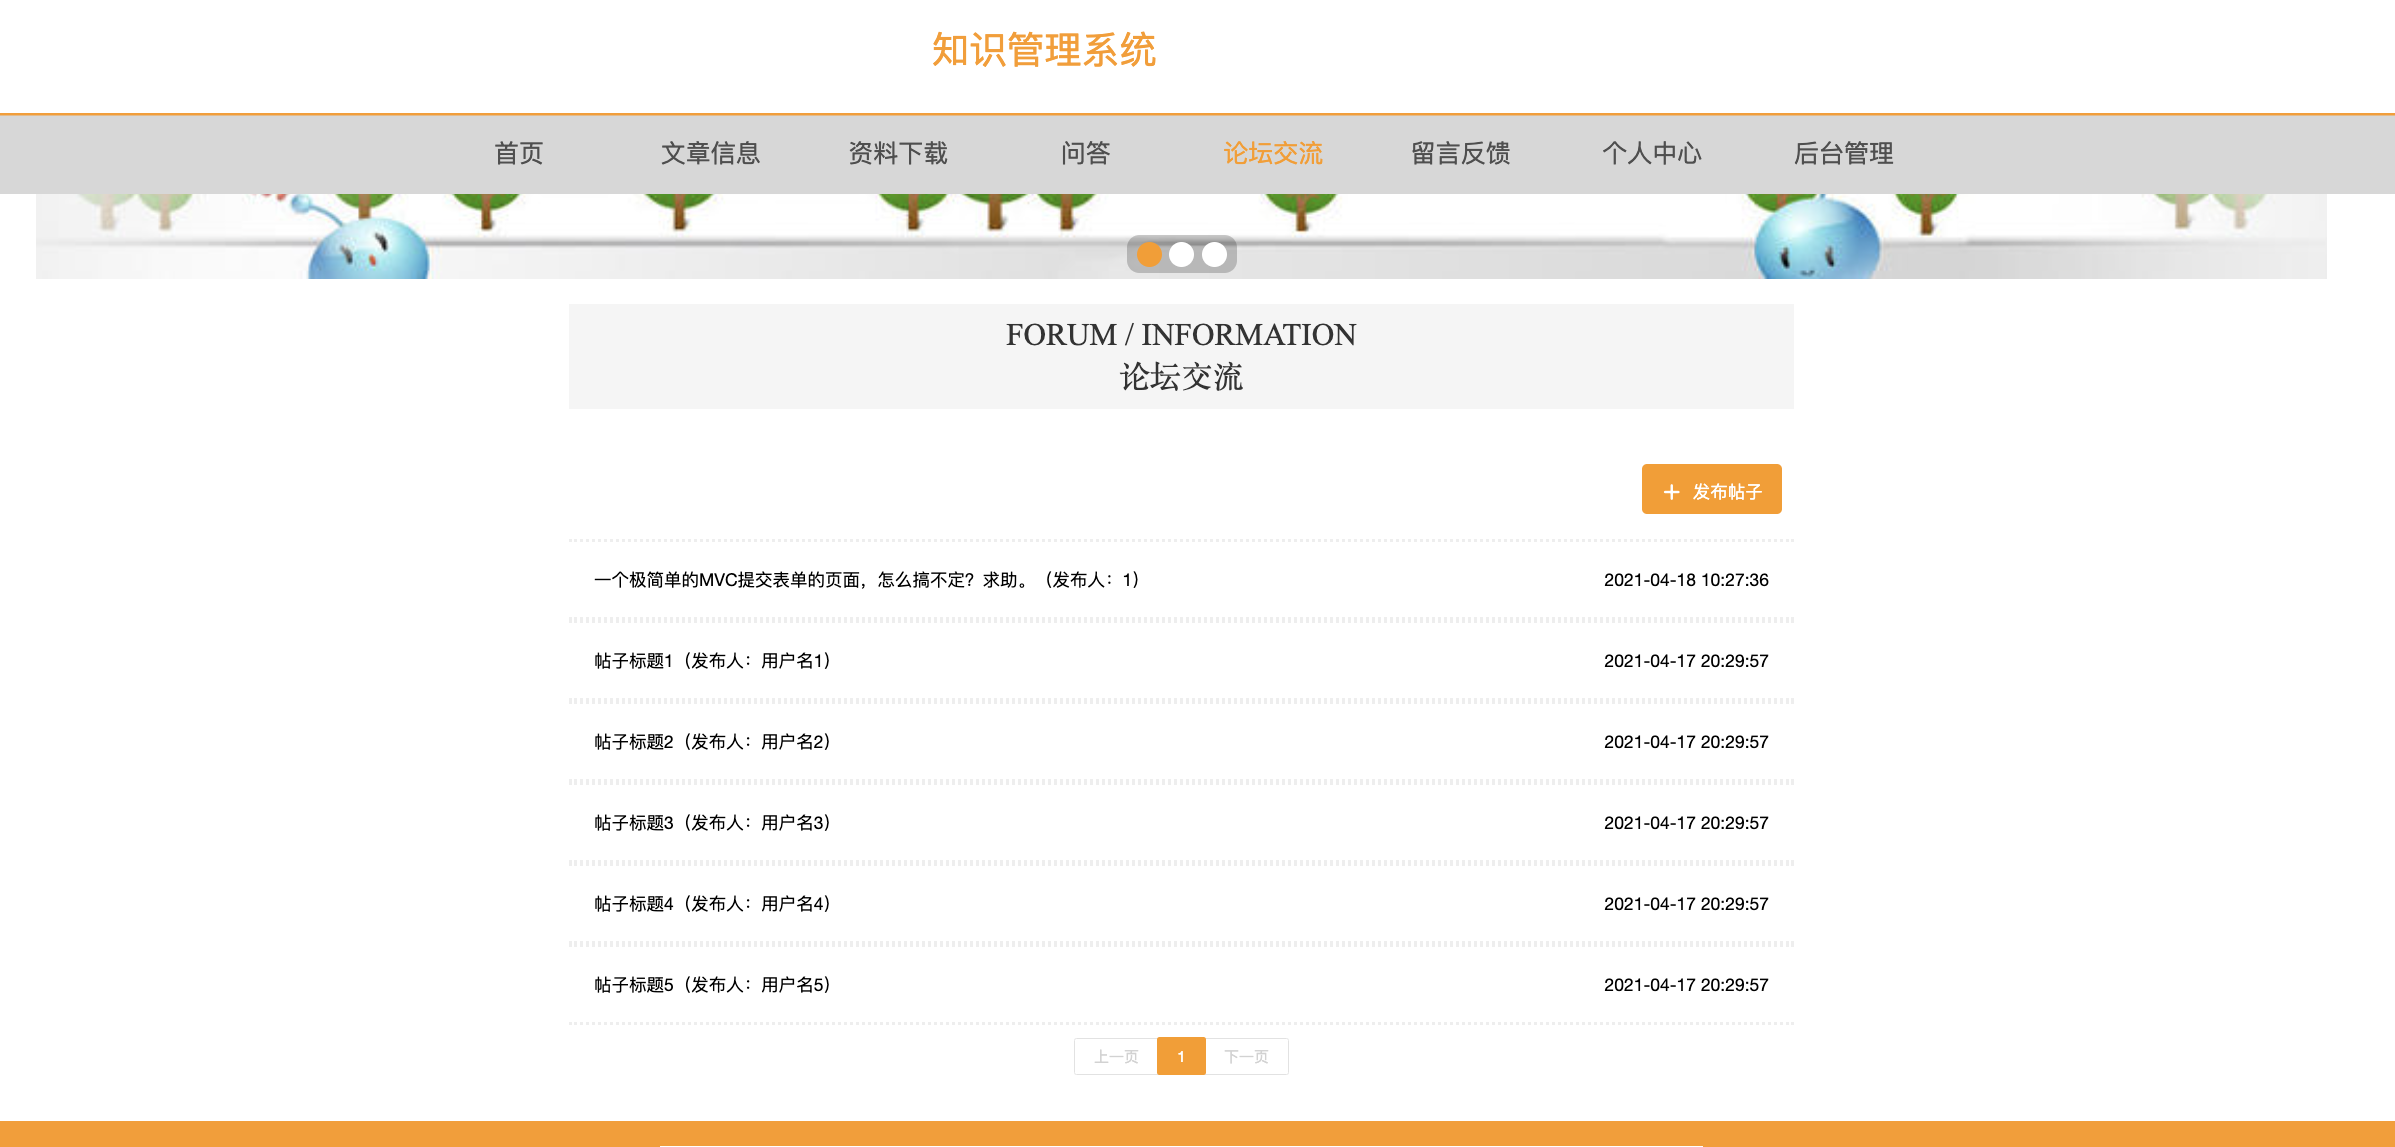 知识管理系统
首页 文章信息 资料下载 问答 论坛交流 留言反馈 个人中心 后台管理
FORUM / INFORMATION
论坛交流
+ 发布帖子
一个极简单的MVC提交表单的页面，怎么搞不定？求助。（发布人：1） 2021-04-18 10:27:36
帖子标题1（发布人：用户名1） 2021-04-17 20:29:57
帖子标题2（发布人：用户名2） 2021-04-17 20:29:57
帖子标题3（发布人：用户名3） 2021-04-17 20:29:57
帖子标题4（发布人：用户名4） 2021-04-17 20:29:57
帖子标题5（发布人：用户名5） 2021-04-17 20:29:57
上一页 1 下一页